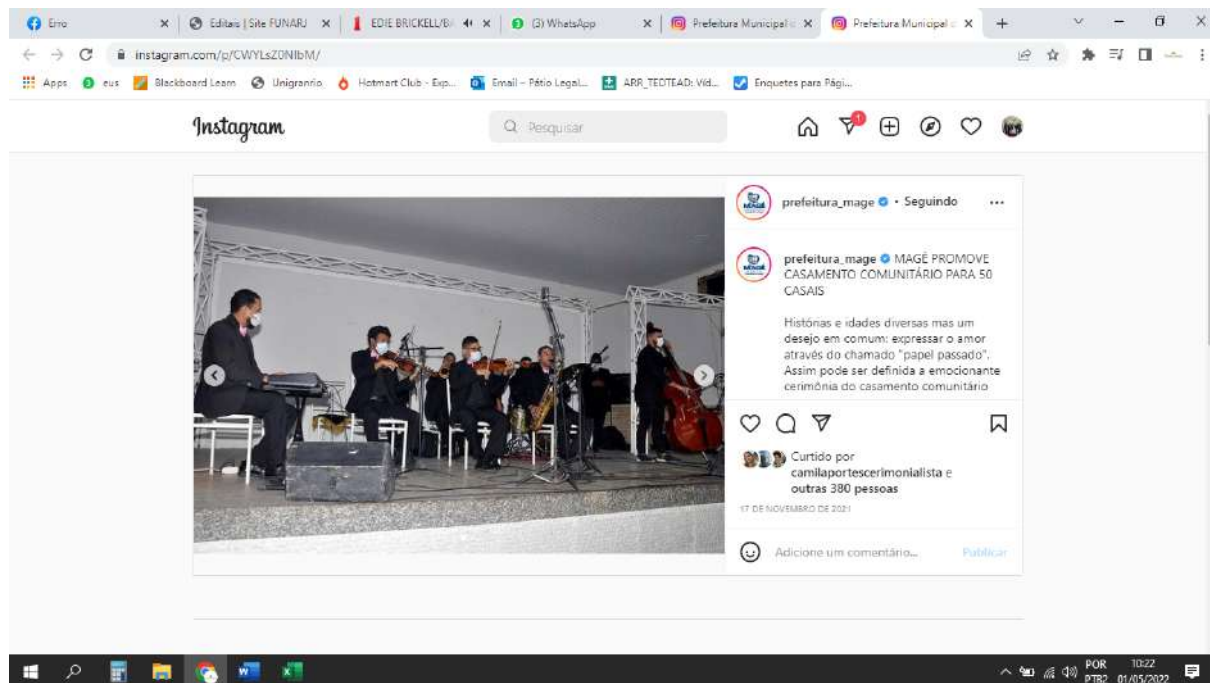 Erro
Editais | Site FUNARJ
EDIE BRICKELL/B
(3) WhatsApp
Prefeitura Municipal
Prefeitura Municipal
instagram.com/p/CWYLsZ0NIbM/
Apps
eus
Blackboard Learn
Unigranrio
Hotmart Club - Exp...
Email – Pátio Legal...
ARR_TEOTEAD: Vid...
Enquetes para Pági...
Instagram
Pesquisar
1
prefeitura_mage • Seguindo
prefeitura_mage MAGÉ PROMOVE
CASAMENTO COMUNITÁRIO PARA 50
CASAIS
Histórias e idades diversas mas um
desejo em comum: expressar o amor
através do chamado "papel passado".
Assim pode ser definida a emocionante
cerimônia do casamento comunitário
Curtido por
camilaportescerimonialista e
outras 380 pessoas
17 DE NOVEMBRO DE 2021
Adicione um comentário...
Publicar
POR
PTB2
10:22
01/05/2022